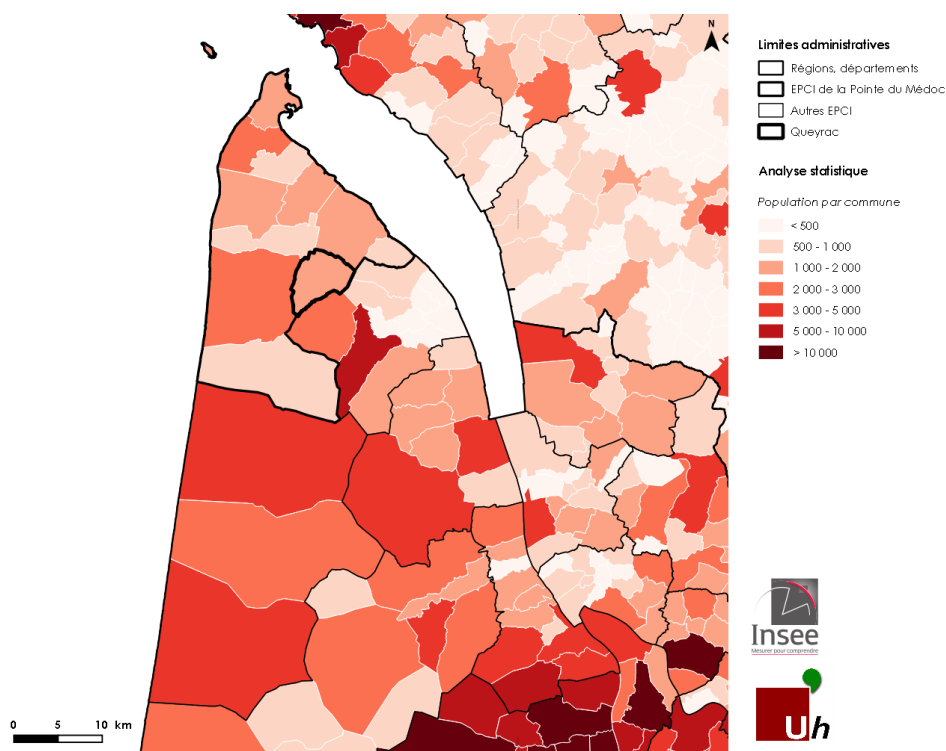 N
Limites administratives
Régions, départements
EPCI de la Pointe du Médoc
Autres EPCI
Queyrac
Analyse statistique
Population par commune
< 500
500 - 1 000
1 000 - 2 000
2 000 - 3 000
3 000 - 5 000
5 000 - 10 000
> 10 000
Insee
Mesurer pour comprendre
Uh
0 5 10 km